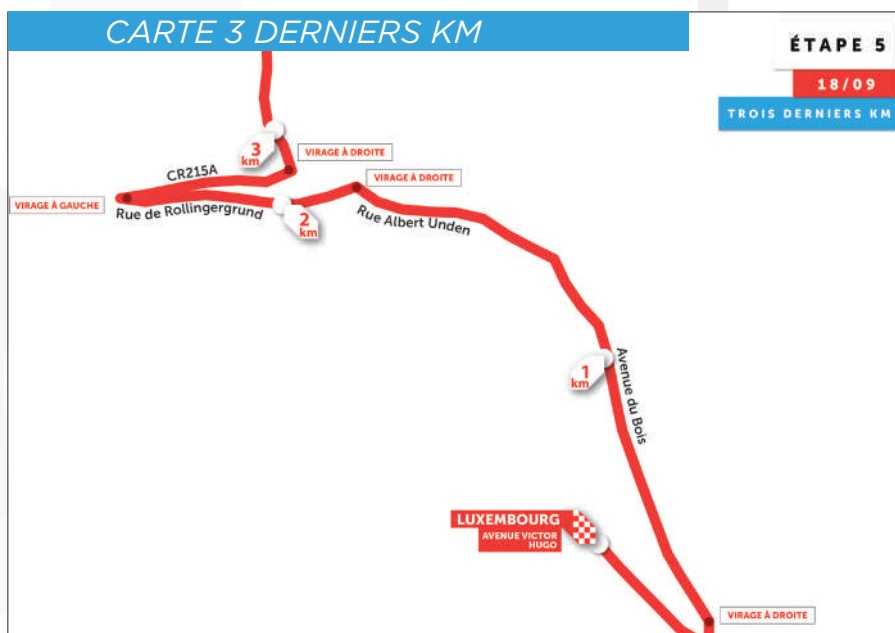 CARTE 3 DERNIERS KM
ÉTAPE 5
18/09
TROIS DERNIERS KM
3
km
VIRAGE À DROITE
CR215A
VIRAGE À DROITE
VIRAGE À GAUCHE
Rue de Rollingergrund
2
km
Rue Albert Unden
1
km
Avenue du Bois
LUXEMBOURG
AVENUE VICTOR
HUGO
VIRAGE À DROITE